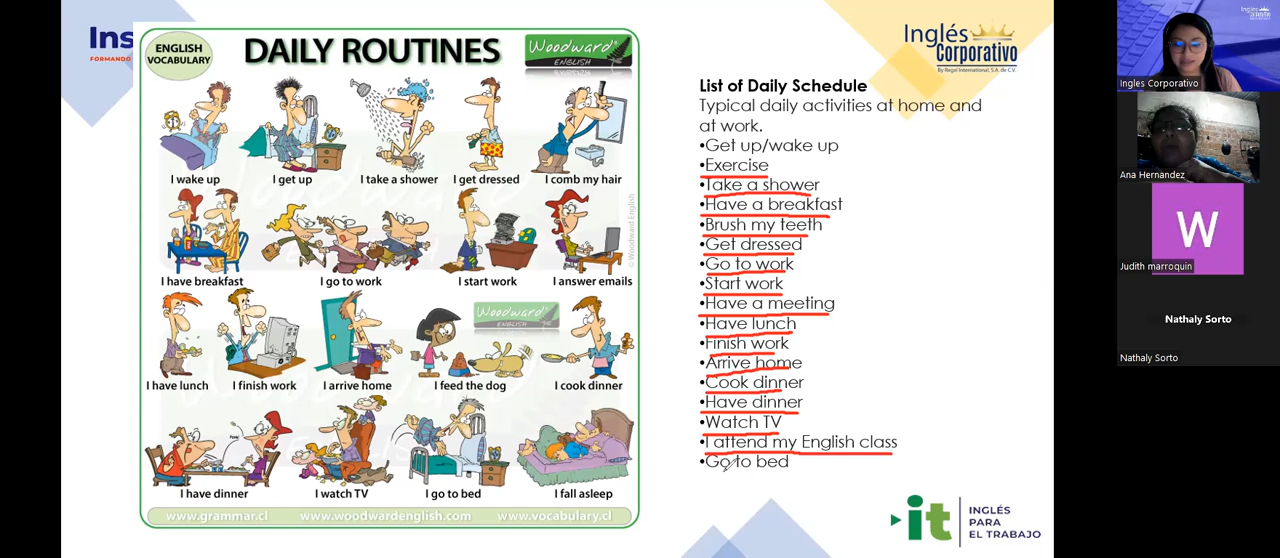 Ins
FORMANDO
ENGLISH
VOCABULARY
DAILY ROUTINES
Woodward®
ENGLISH
I wake up
I get up
I take a shower
I get dressed
I comb my hair
I have breakfast
I go to work
I start work
I answer emails
I have lunch
I finish work
I arrive home
I feed the dog
I cook dinner
Woodward®
ENGLISH
I have dinner
I watch TV
I go to bed
I fall asleep
www.grammar.cl
www.woodwardenglish.com
www.vocabulary.cl
© Woodward English
Inglés
Corporativo
By Regal International, S.A. de C.V.
List of Daily Schedule
Typical daily activities at home and
at work.
•Get up/wake up
•Exercise
•Take a shower
•Have a breakfast
•Brush my teeth
•Get dressed
•Go to work
•Start work
•Have a meeting
•Have lunch
•Finish work
•Arrive home
•Cook dinner
•Have dinner
•Watch TV
•I attend my English class
•Go to bed
it
INGLÉS
PARA
EL TRABAJO
Inglés Corporativo
Ana Hernández
W
Judith marroquin
Nathaly Sorto
Nathaly Sorto